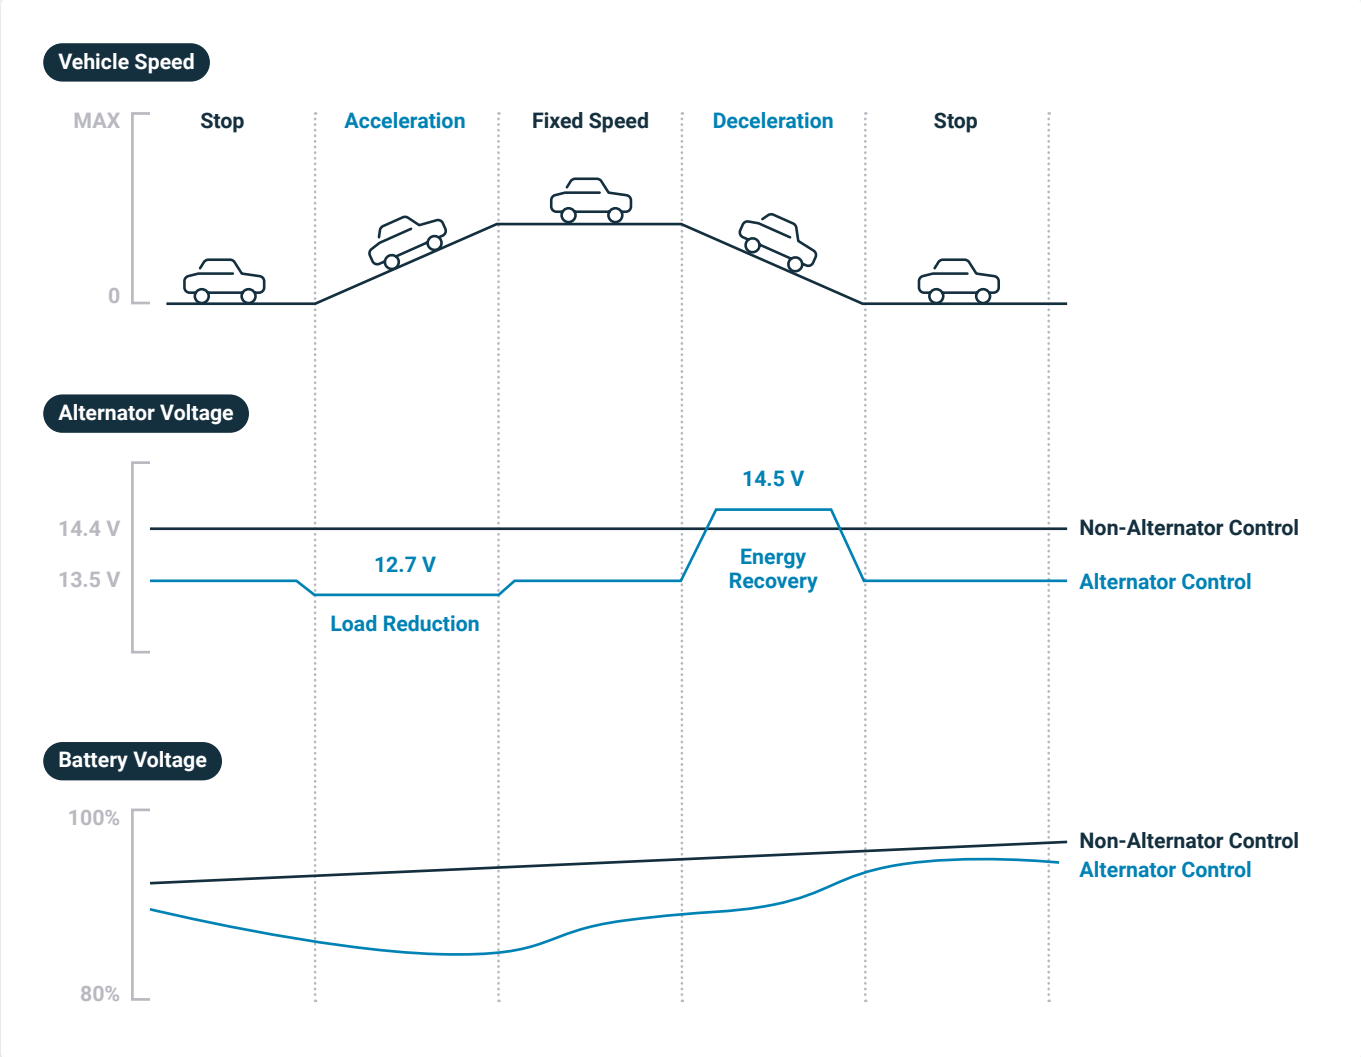 Vehicle Speed
MAX
Stop
Acceleration
Fixed Speed
Deceleration
Stop
0
Alternator Voltage
14.5 V
14.4 V
Non-Alternator Control
12.7 V
Energy
Recovery
13.5 V
Alternator Control
Load Reduction
Battery Voltage
100%
Non-Alternator Control
Alternator Control
80%